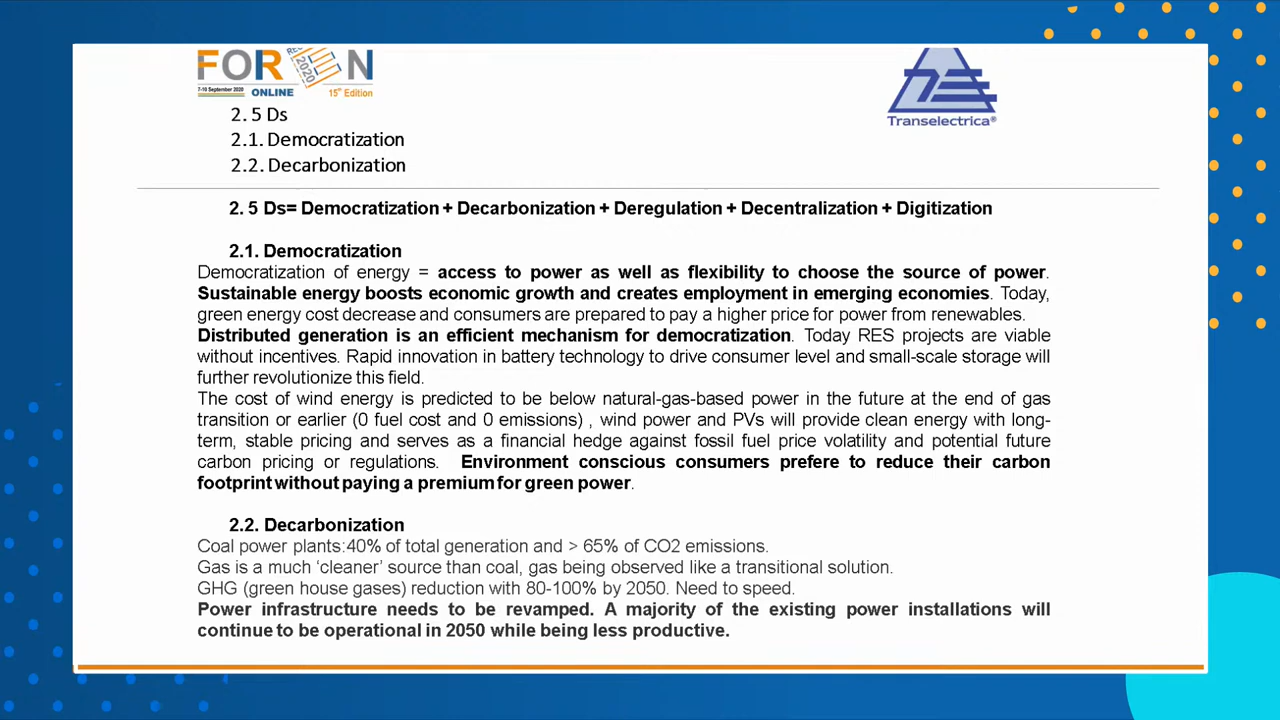 FOREN
REG 2020
7-10 September 2020
ONLINE
15th Edition
Transelectrica®
2. 5 Ds
2.1. Democratization
2.2. Decarbonization
2. 5 Ds= Democratization + Decarbonization + Deregulation + Decentralization + Digitization
2.1. Democratization
Democratization of energy = access to power as well as flexibility to choose the source of power.
Sustainable energy boosts economic growth and creates employment in emerging economies. Today,
green energy cost decrease and consumers are prepared to pay a higher price for power from renewables.
Distributed generation is an efficient mechanism for democratization. Today RES projects are viable
without incentives. Rapid innovation in battery technology to drive consumer level and small-scale storage will
further revolutionize this field.
The cost of wind energy is predicted to be below natural-gas-based power in the future at the end of gas
transition or earlier (0 fuel cost and 0 emissions) , wind power and PVs will provide clean energy with long-
term, stable pricing and serves as a financial hedge against fossil fuel price volatility and potential future
carbon pricing or regulations. Environment conscious consumers prefere to reduce their carbon
footprint without paying a premium for green power.
2.2. Decarbonization
Coal power plants:40% of total generation and > 65% of CO2 emissions.
Gas is a much ‘cleaner’ source than coal, gas being observed like a transitional solution.
GHG (green house gases) reduction with 80-100% by 2050. Need to speed.
Power infrastructure needs to be revamped. A majority of the existing power installations will
continue to be operational in 2050 while being less productive.